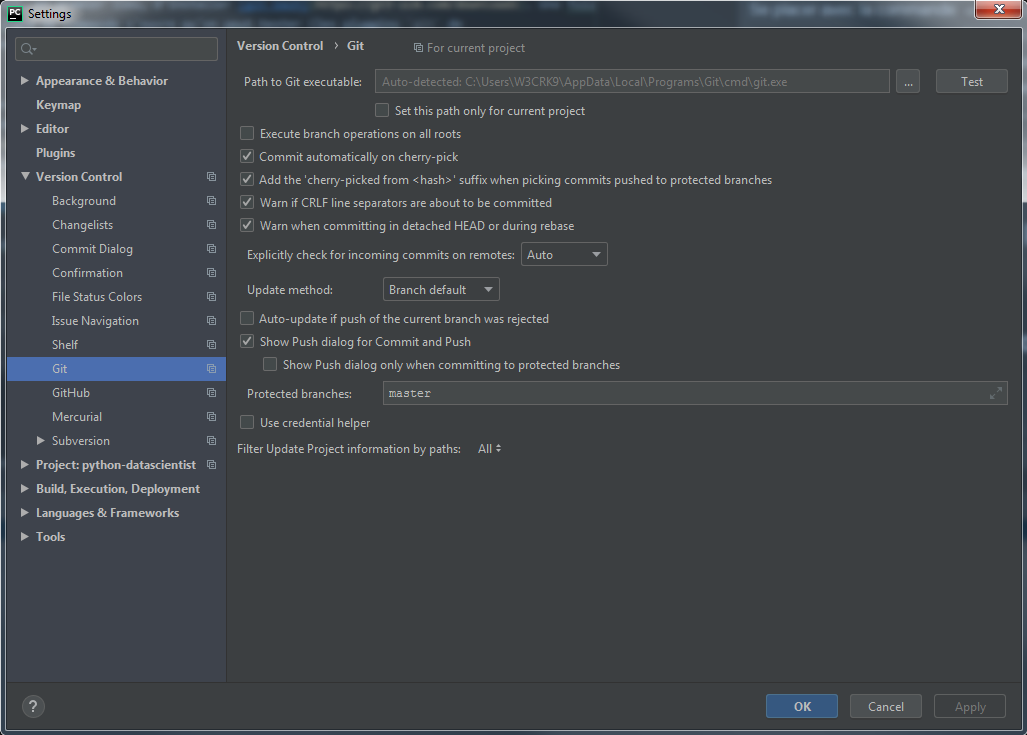 PC Settings
Version Control › Git For current project
Appearance & Behavior
Keymap
Editor
Plugins
Version Control
Background
Changelists
Commit Dialog
Confirmation
File Status Colors
Issue Navigation
Shelf
Git
GitHub
Mercurial
Subversion
Project: python-datascientist
Build, Execution, Deployment
Languages & Frameworks
Tools
Path to Git executable: Auto-detected: C:\Users\W3CRK9\AppData\Local\Programs\Git\cmd\git.exe ... Test
Set this path only for current project
Execute branch operations on all roots
Commit automatically on cherry-pick
Add the 'cherry-picked from <hash>' suffix when picking commits pushed to protected branches
Warn if CRLF line separators are about to be committed
Warn when committing in detached HEAD or during rebase
Explicitly check for incoming commits on remotes: Auto
Update method: Branch default
Auto-update if push of the current branch was rejected
Show Push dialog for Commit and Push
Show Push dialog only when committing to protected branches
Protected branches: master
Use credential helper
Filter Update Project information by paths: All
? OK Cancel Apply